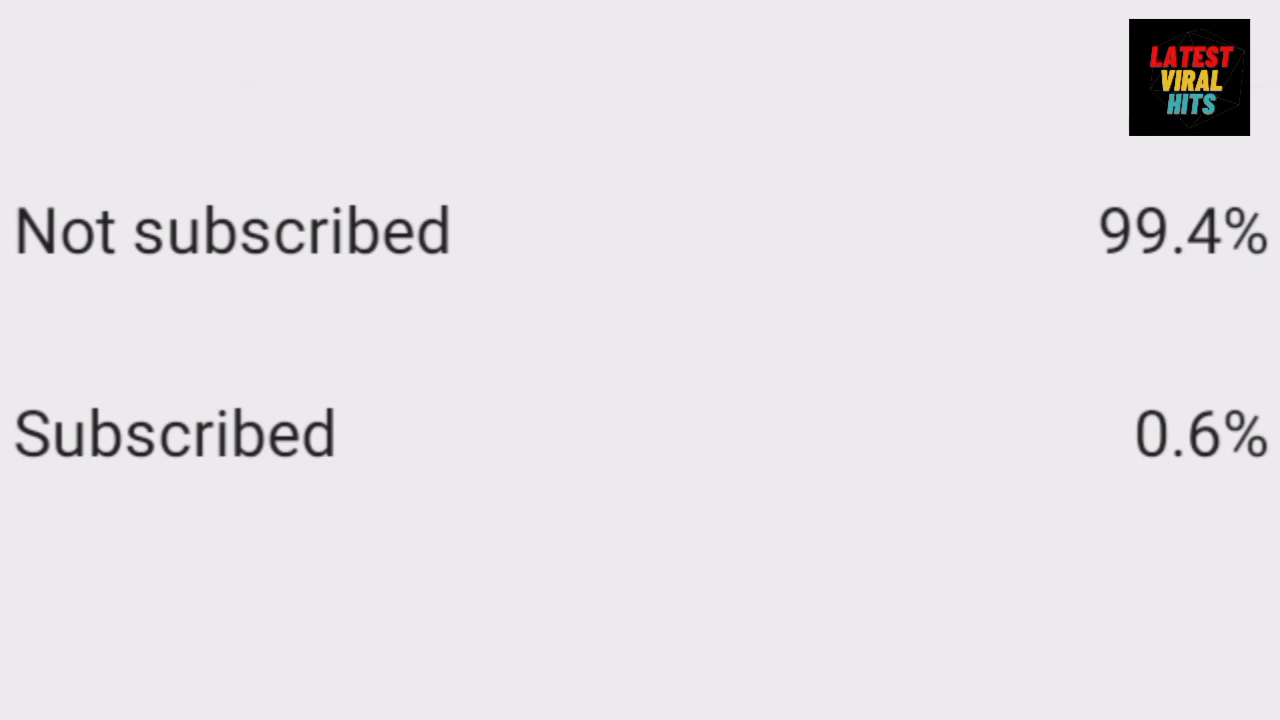 LATEST
VIRAL
HITS
Not subscribed 99.4%
Subscribed 0.6%